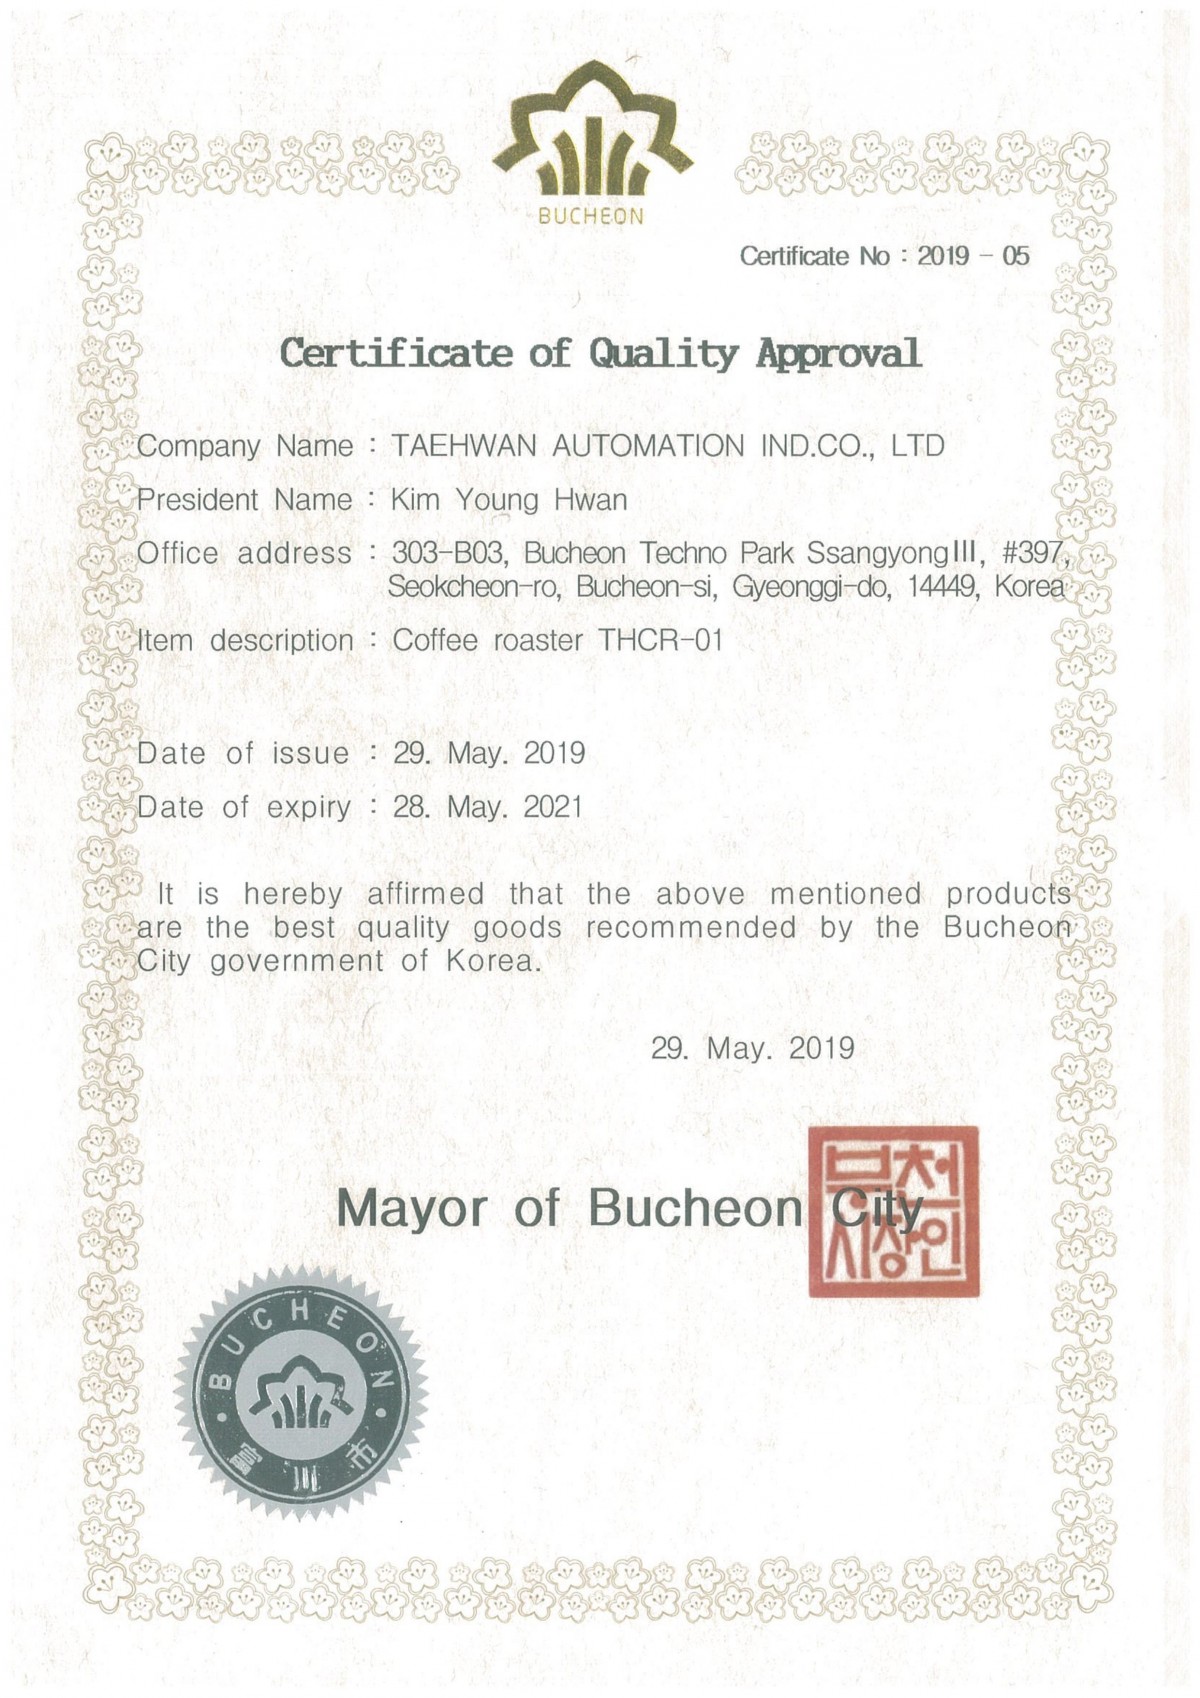 BUCHEON
Certificate No : 2019 - 05
Certificate of Quality Approval
Company Name : TAEHWAN AUTOMATION IND.CO., LTD
President Name : Kim Young Hwan
Office address : 303-B03, Bucheon Techno Park SsangyongⅢ, #397,
Seokcheon-ro, Bucheon-si, Gyeonggi-do, 14449, Korea
Item description : Coffee roaster THCR-01
Date of issue : 29. May. 2019
Date of expiry : 28. May. 2021
It is hereby affirmed that the above mentioned products
are the best quality goods recommended by the Bucheon
City government of Korea.
29. May. 2019
Mayor of Bucheon City
부천
시장인
BUCHEON
富川市